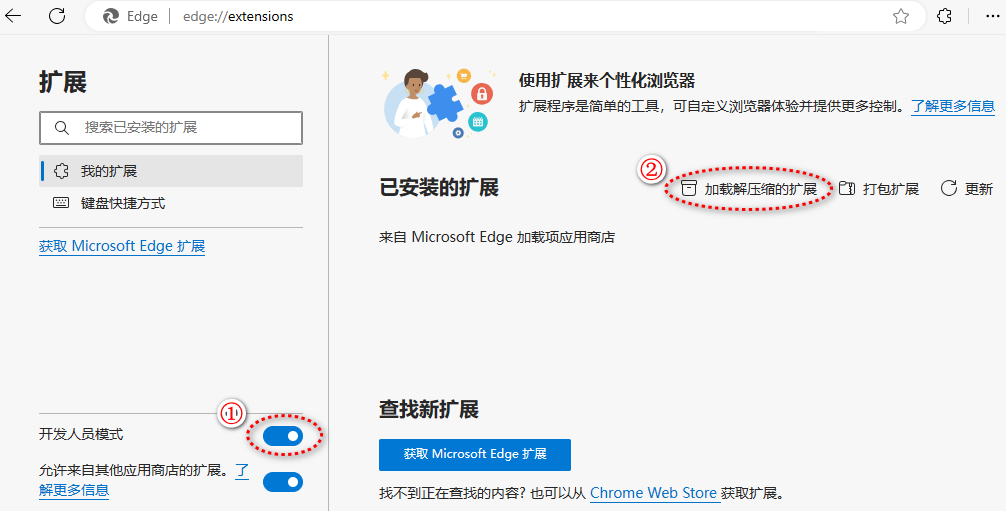 Edge
edge://extensions
扩展
搜索已安装的扩展
我的扩展
键盘快捷方式
获取 Microsoft Edge 扩展
①
开发人员模式
允许来自其他应用商店的扩展。了
解更多信息
使用扩展来个性化浏览器
扩展程序是简单的工具，可自定义浏览器体验并提供更多控制。了解更多信息
②
已安装的扩展
加载解压缩的扩展
打包扩展
更新
来自 Microsoft Edge 加载项应用商店
查找新扩展
获取 Microsoft Edge 扩展
找不到正在查找的内容? 也可以从 Chrome Web Store 获取扩展。